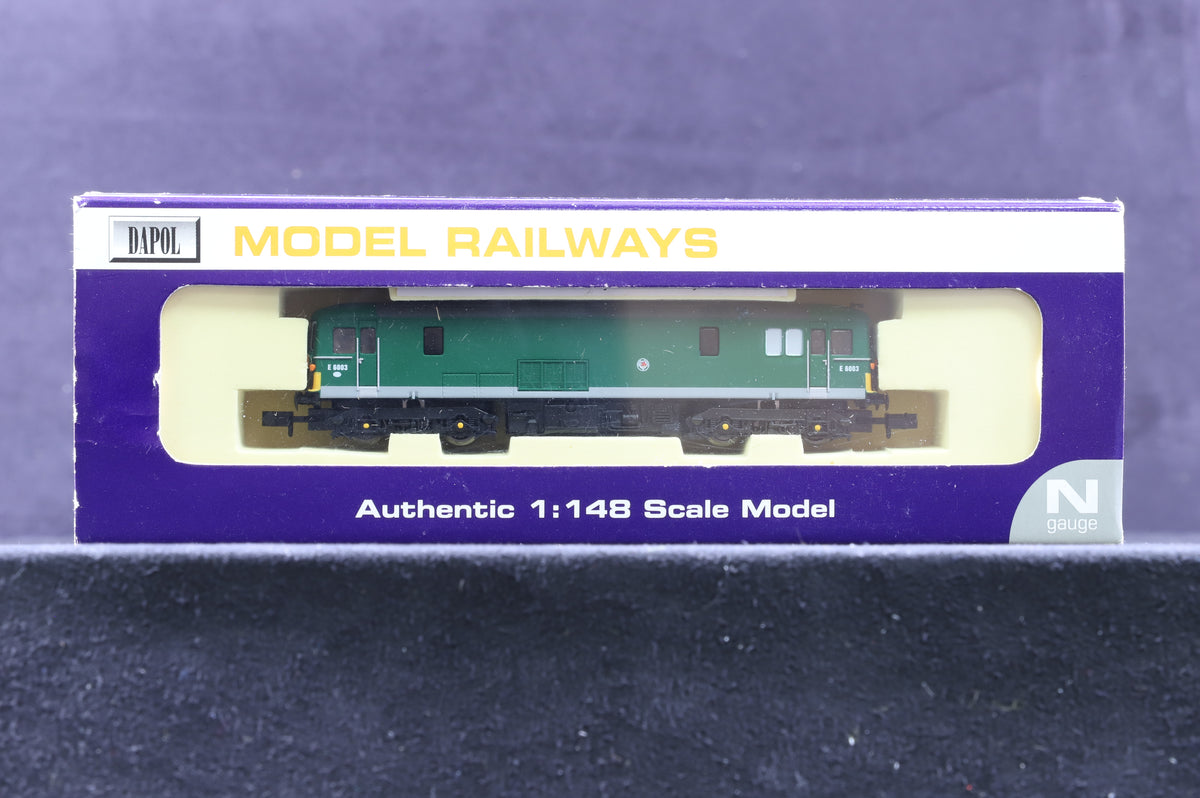 DAPOL
MODEL RAILWAYS
E 6003
E 6003
Authentic 1:148 Scale Model
N
gauge